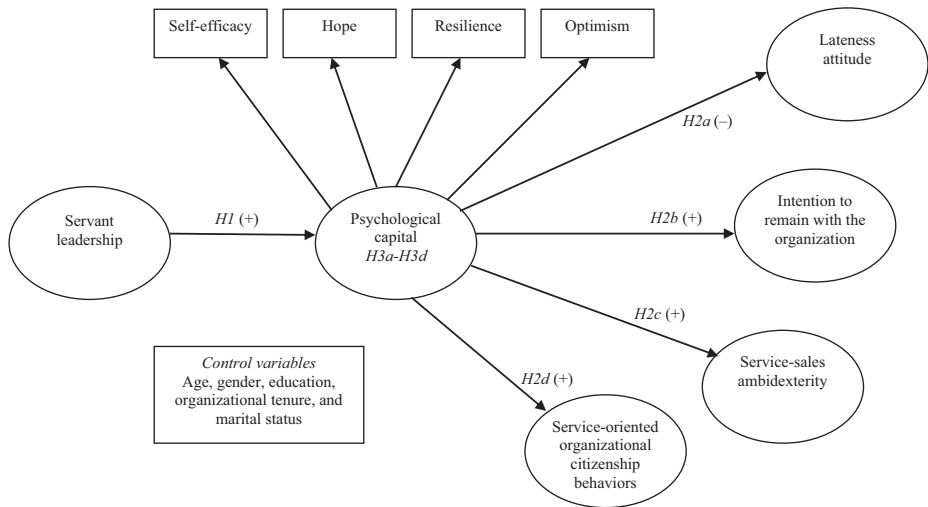 Self-efficacy
Hope
Resilience
Optimism
Lateness
attitude
H2a (–)
Servant
leadership
H1 (+)
Psychological
capital
H3a-H3d
H2b (+)
Intention to
remain with the
organization
H2c (+)
Service-sales
ambidexterity
Control variables
Age, gender, education,
organizational tenure, and
marital status
H2d (+)
Service-oriented
organizational
citizenship
behaviors